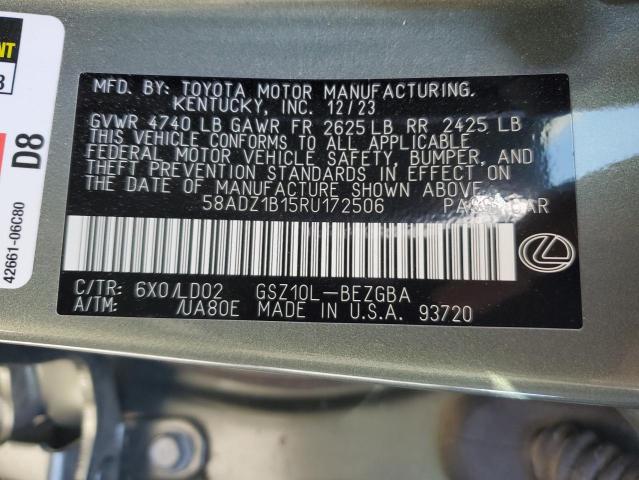 MFD. BY: TOYOTA MOTOR MANUFACTURING.
KENTUCKY, INC. 12/23
GVWR 4740 LB GAWR FR 2625 LB RR 2425 LB
THIS VEHICLE CONFORMS TO ALL APPLICABLE
FEDERAL MOTOR VEHICLE SAFETY, BUMPER, AND
THEFT PREVENTION STANDARDS IN EFFECT ON
THE DATE OF MANUFACTURE SHOWN ABOVE.
58ADZ1B15RU172506 CAR
C/TR: 6X0/LD02 GSZ10L-BEZGBA
A/TM: /UA80E MADE IN U.S.A. 93720
D8
42661-06C80